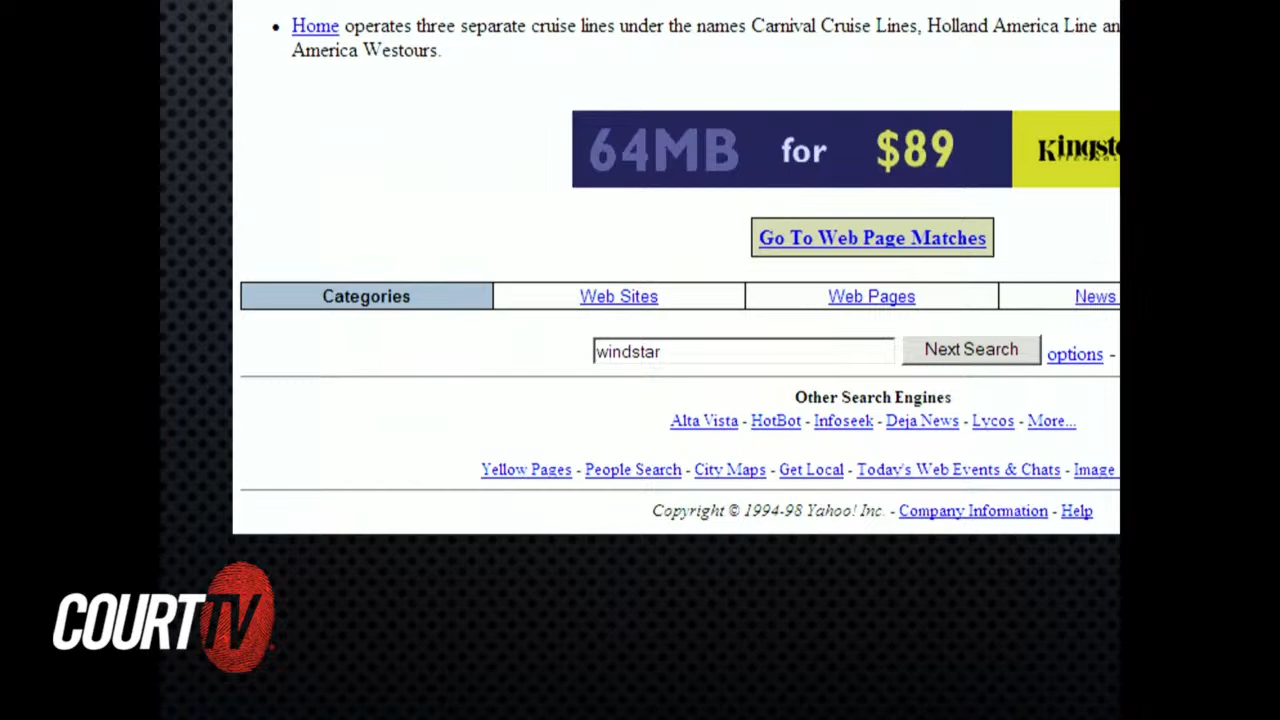 Home operates three separate cruise lines under the names Carnival Cruise Lines, Holland America Line an
America Westours.
64MB for $89
Go To Web Page Matches
Categories Web Sites Web Pages News
windstar Next Search options -
Other Search Engines
Alta Vista - HotBot - Infoseek - Deja News - Lycos - More...
Yellow Pages - People Search - City Maps - Get Local - Today's Web Events & Chats - Image
Copyright © 1994-98 Yahoo! Inc. - Company Information - Help
COURT TV